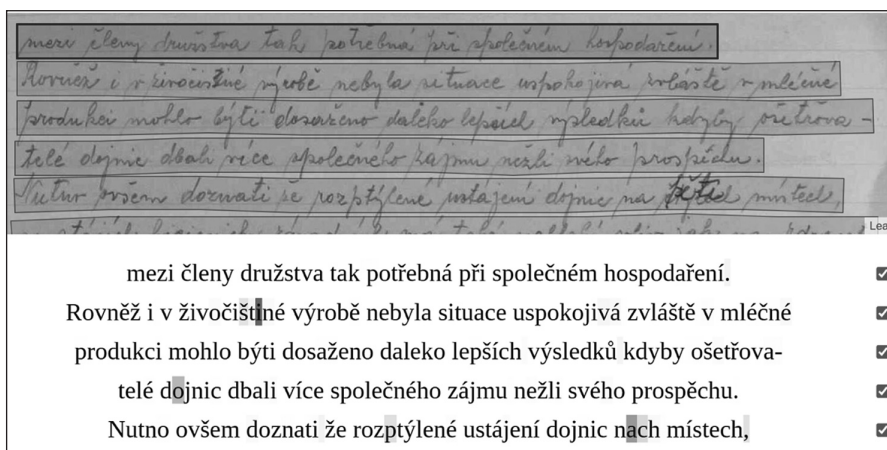 mezi členy družstva tak potřebná při společném hospodaření.
Rovněž i v živočišné výrobě nebyla situace uspokojivá zvláště v mléčné
produkci mohlo býti dosaženo daleko lepších výsledků kdyby ošetřova-
telé dojnic dbali více společného zájmu nežli svého prospěchu.
Nutno ovšem doznati že rozptýlené ustájení dojnic na místech,
Lea
mezi členy družstva tak potřebná při společném hospodaření.
Rovněž i v živočištiné výrobě nebyla situace uspokojivá zvláště v mléčné
produkci mohlo býti dosaženo daleko lepších výsledků kdyby ošetřova-
telé dojnic dbali více společného zájmu nežli svého prospěchu.
Nutno ovšem doznati že rozptýlené ustájení dojnic nach místech,